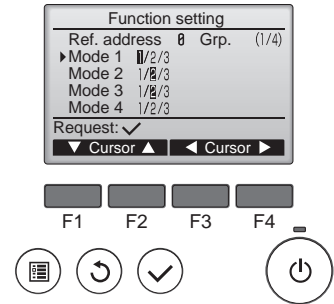 Function setting
Ref. address 0 Grp. (1/4)
Mode 1 1/2/3
Mode 2 1/2/3
Mode 3 1/2/3
Mode 4 1/2/3
Request: ✓
▼ Cursor ▲ ◀ Cursor ▶
F1 F2 F3 F4